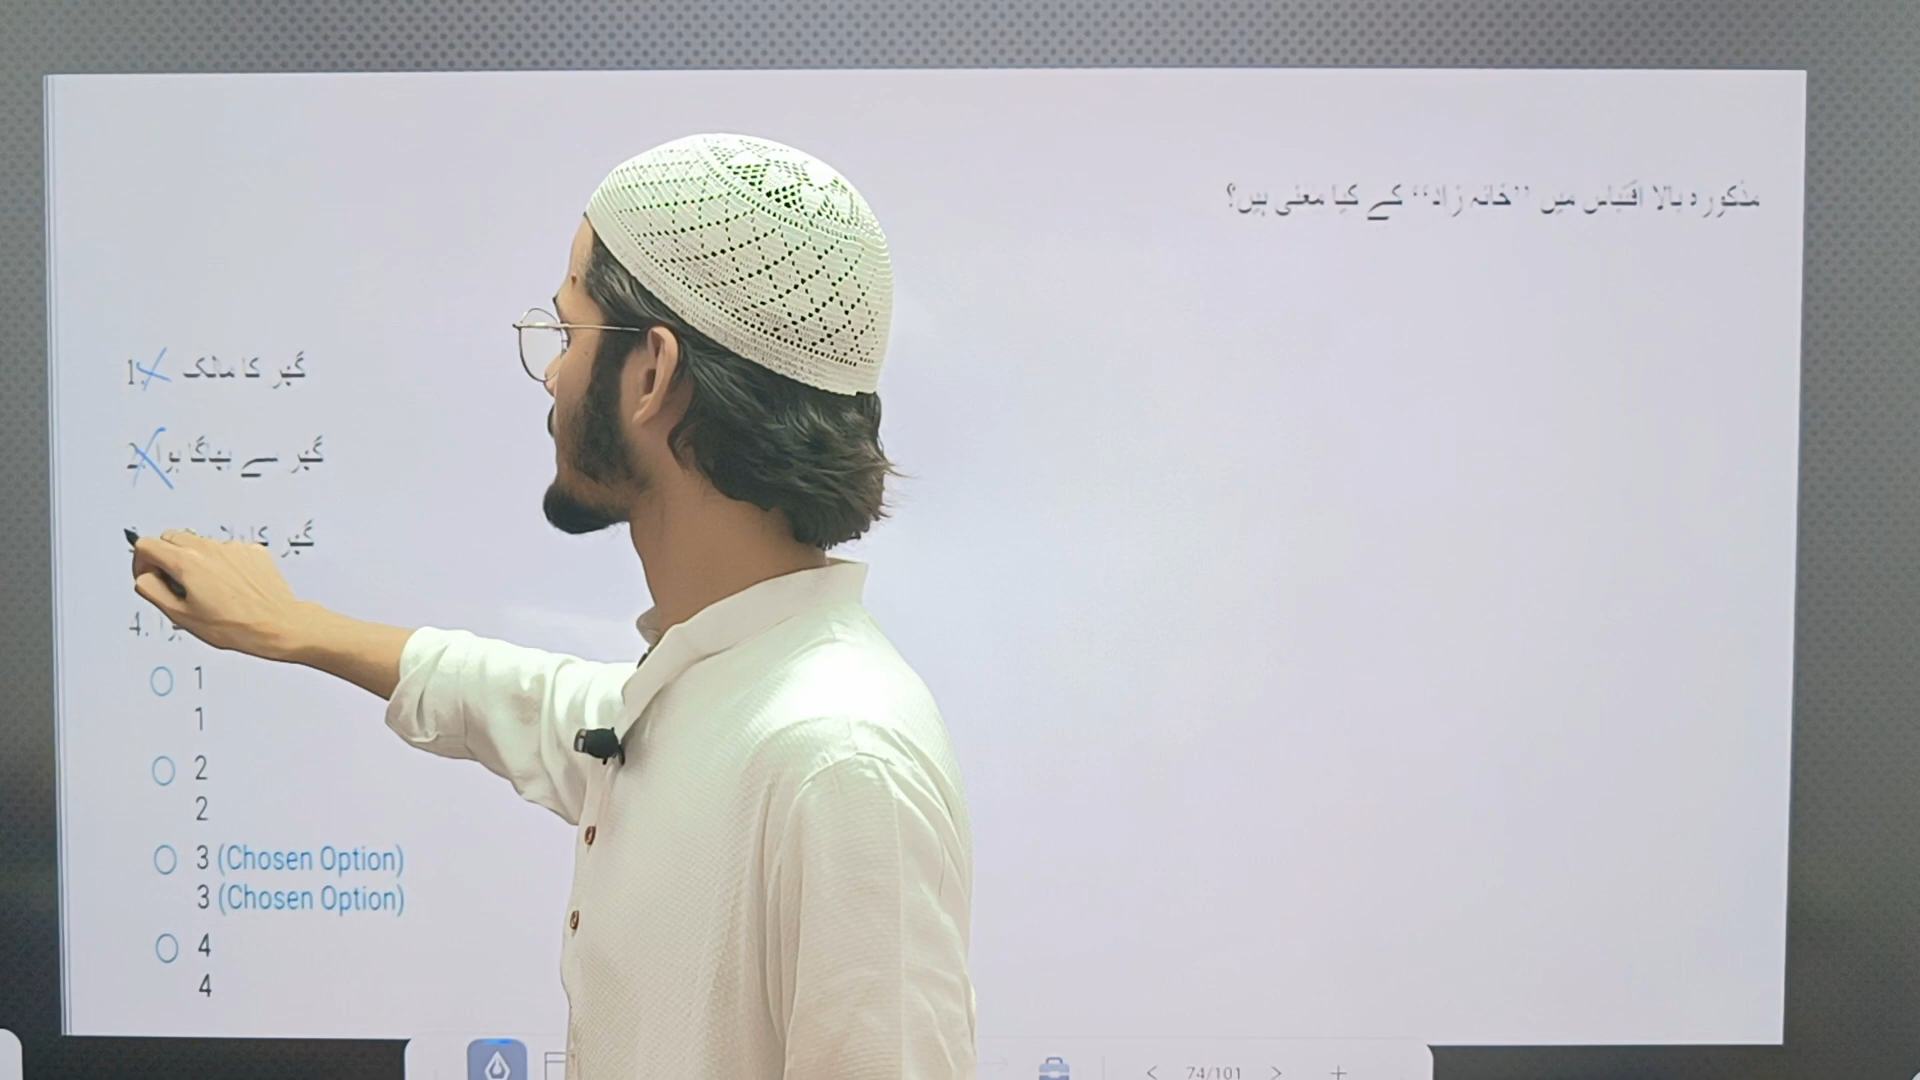 مذکورہ بالا اقتباس میں ’’خانہ زاد‘‘ کے کیا معنی ہیں؟
1. گھر کا مالک
2. گھر سے بھاگا ہوا
گھر کا
4. ہوا
1
1
2
2
3 (Chosen Option)
3 (Chosen Option)
4
4
< 74/101 > +